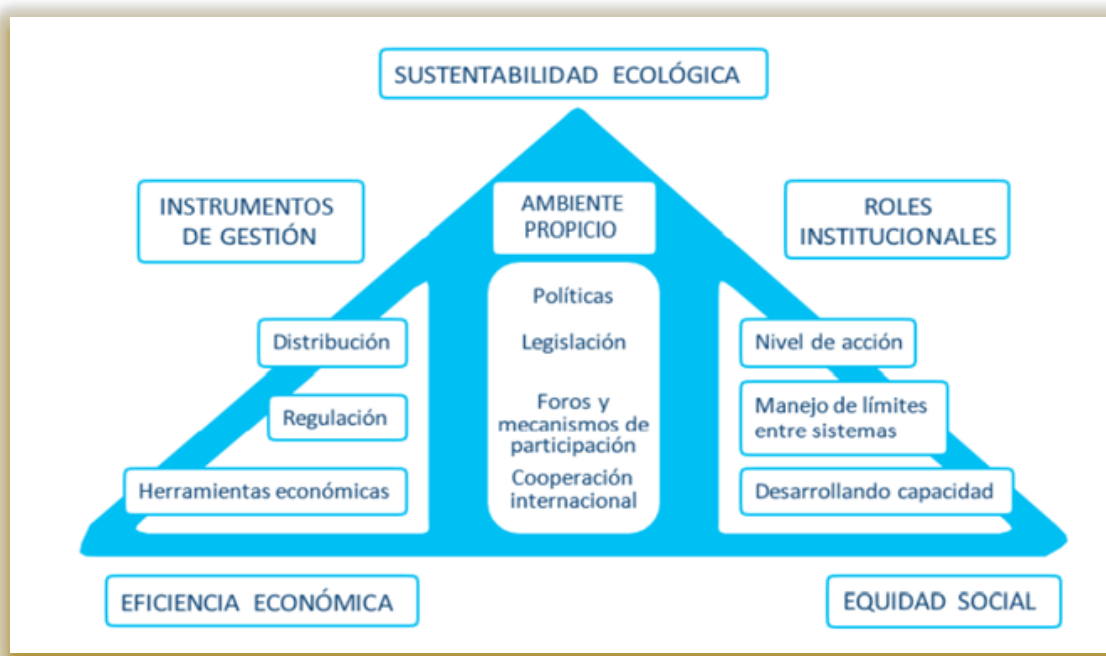 SUSTENTABILIDAD ECOLÓGICA
INSTRUMENTOS
DE GESTIÓN
AMBIENTE
PROPICIO
ROLES
INSTITUCIONALES
Distribución
Regulación
Herramientas económicas
Políticas
Legislación
Foros y
mecanismos de
participación
Cooperación
internacional
Nivel de acción
Manejo de límites
entre sistemas
Desarrollando capacidad
EFICIENCIA ECONÓMICA
EQUIDAD SOCIAL